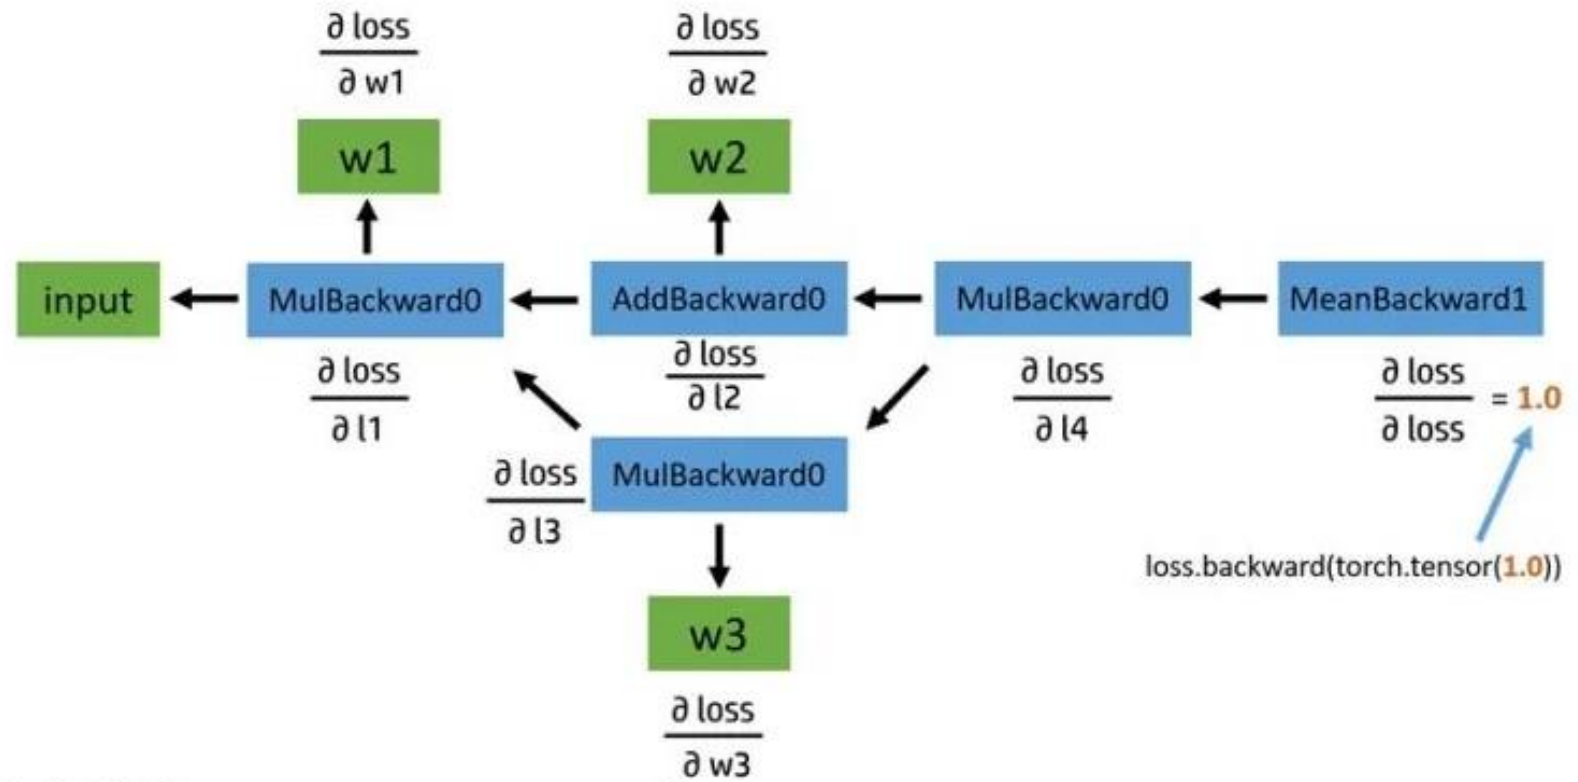 ∂ loss
∂ w1
∂ loss
∂ w2
w1
w2
input
MulBackward0
AddBackward0
MulBackward0
MeanBackward1
∂ loss
∂ l1
∂ loss
∂ l2
∂ loss
∂ l4
∂ loss
∂ loss
= 1.0
∂ loss
∂ l3
MulBackward0
loss.backward(torch.tensor(1.0))
w3
∂ loss
∂ w3